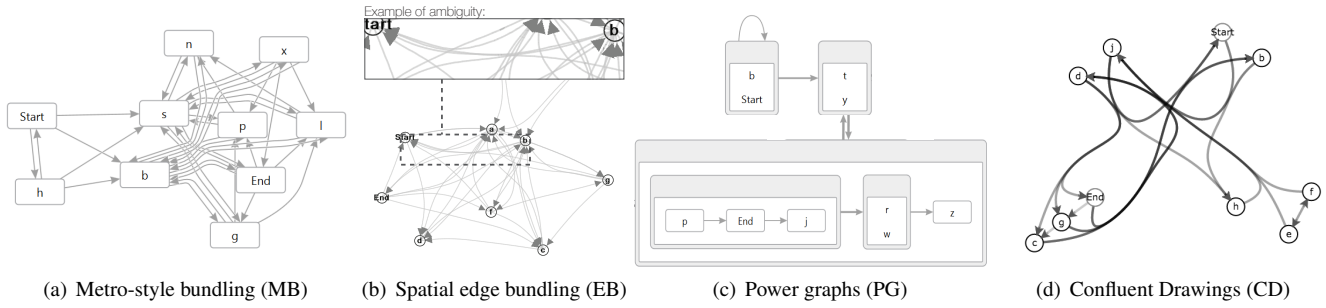 n
x
Start
s
p
l
h
b
End
g
(a) Metro-style bundling (MB)
Example of ambiguity:
tart
b
Start
a
b
g
End
f
d
c
(b) Spatial edge bundling (EB)
b
Start
t
y
p
End
j
r
w
z
(c) Power graphs (PG)
Start
j
b
d
End
f
h
g
e
c
(d) Confluent Drawings (CD)